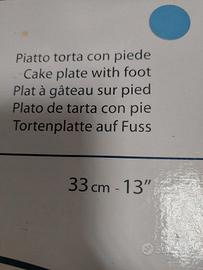 Piatto torta con piede
Cake plate with foot
Plat à gâteau sur pied
Plato de tarta con pie
Tortenplatte auf Fuss
33 cm - 13”
subito